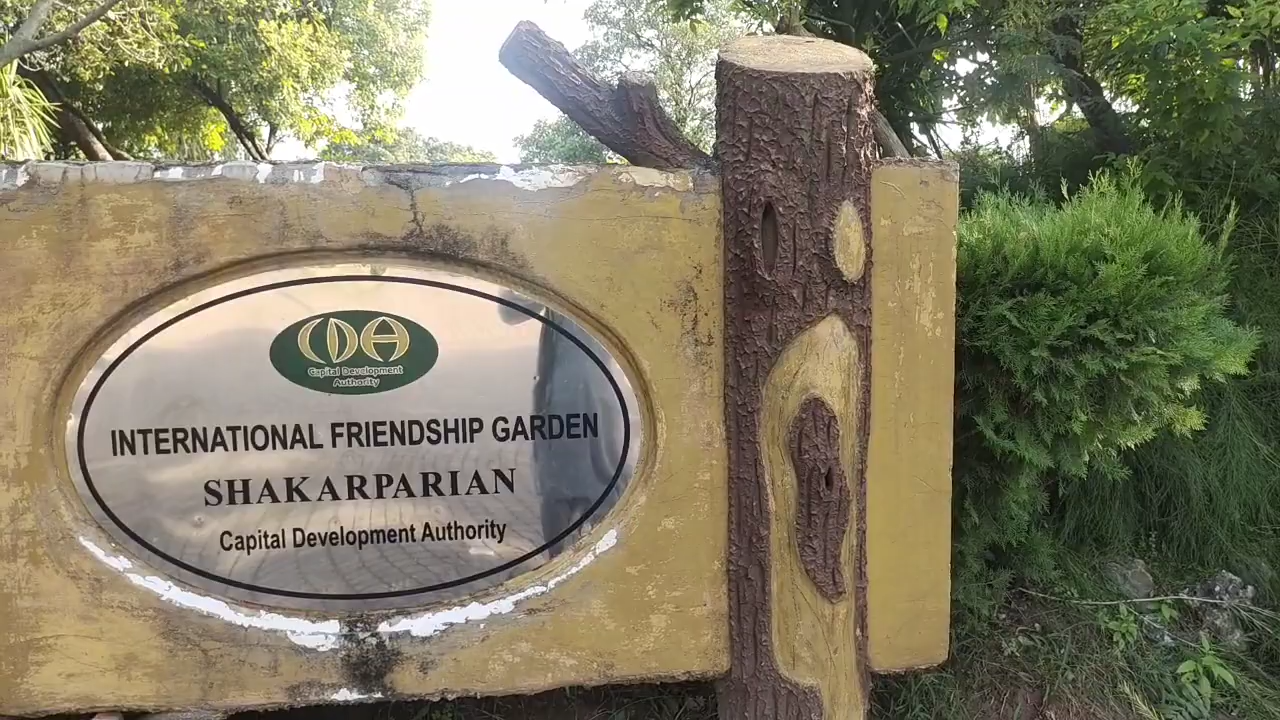 CDA
Capital Development
Authority
INTERNATIONAL FRIENDSHIP GARDEN
SHAKARPARIAN
Capital Development Authority